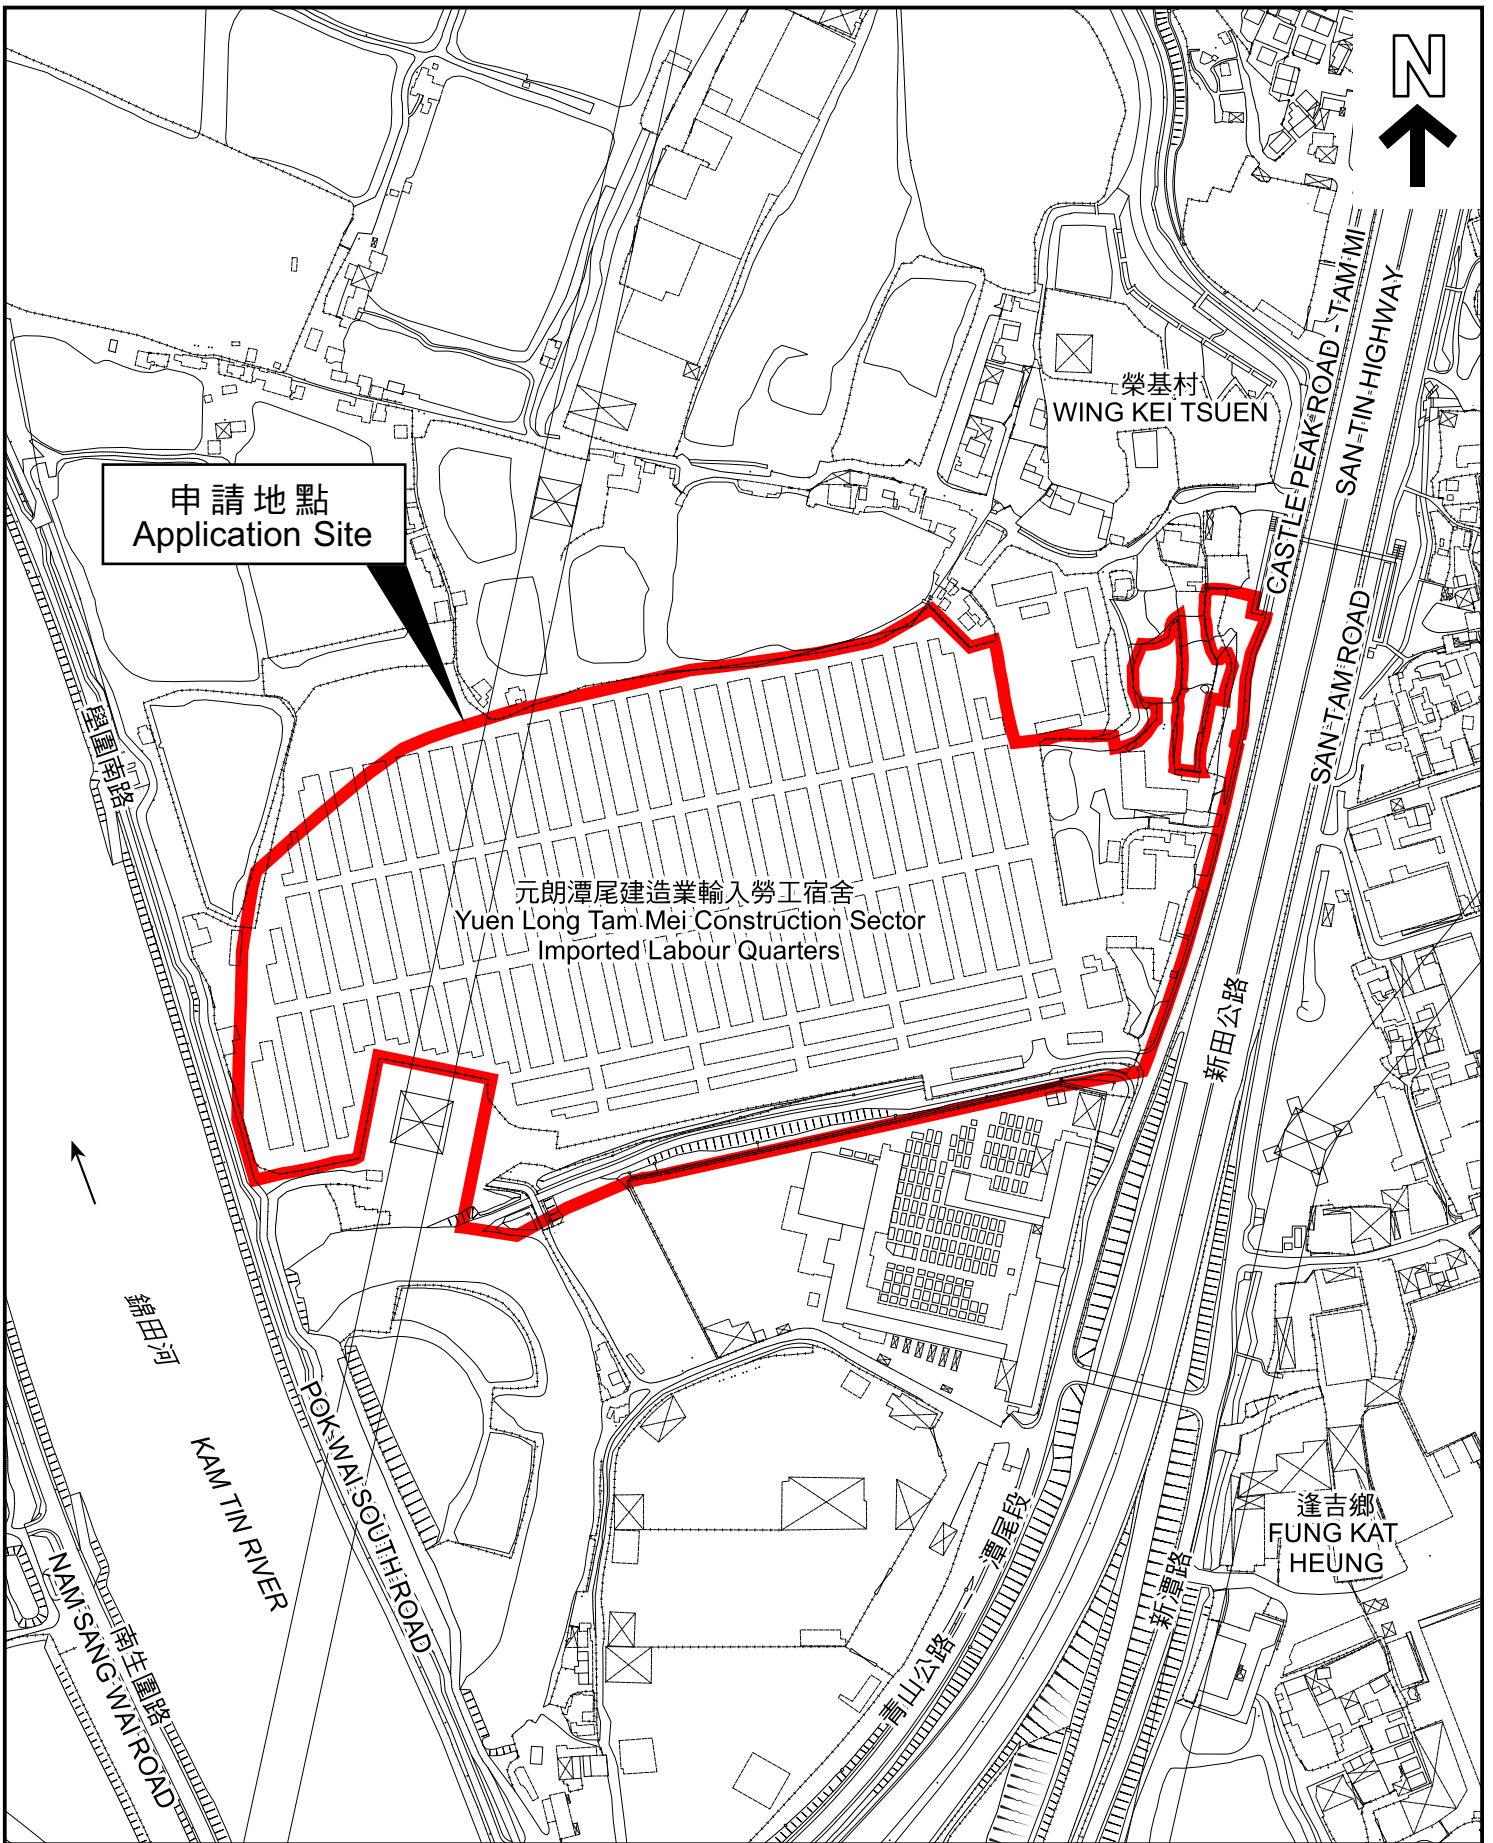 N
榮基村
WING KEI TSUEN
CASTLE PEAK ROAD - TAM MI
SAN TIN HIGHWAY
申請地點
Application Site
SAN TAM ROAD
壆圍南路
元朗潭尾建造業輸入勞工宿舍
Yuen Long Tam Mei Construction Sector
Imported Labour Quarters
新田公路
錦田河
KAM TIN RIVER
POK WAI SOUTH ROAD
青山公路－潭尾段
新潭路
逢吉鄉
FUNG KAT
HEUNG
南生圍路
NAM SANG WAI ROAD